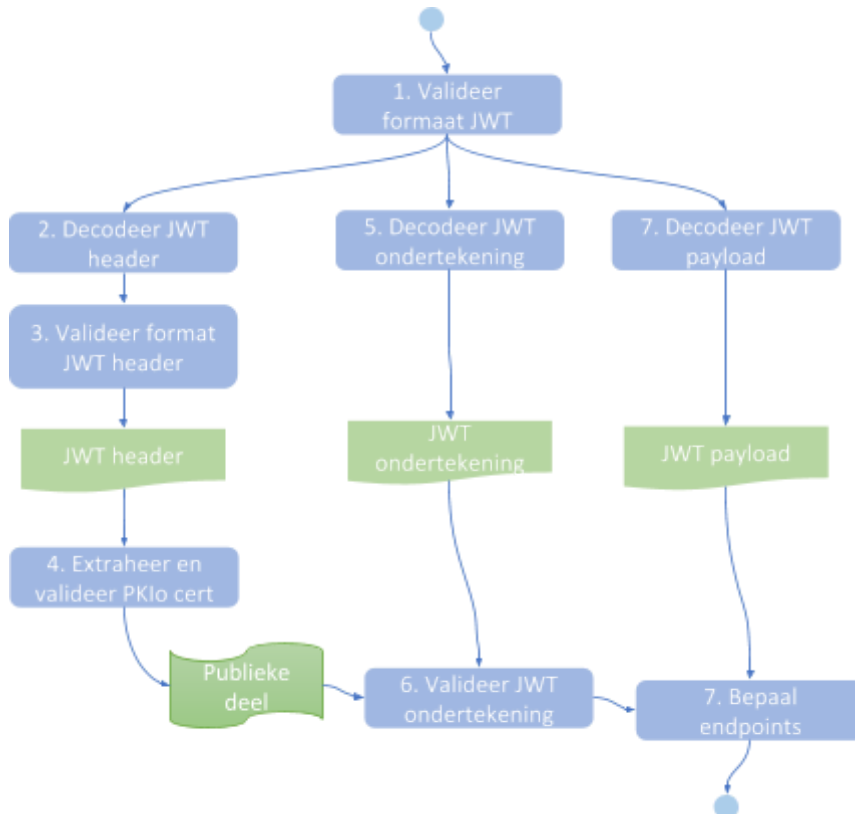 1. Valideer
formaat JWT
2. Decodeer JWT
header
5. Decodeer JWT
ondertekening
7. Decodeer JWT
payload
3. Valideer format
JWT header
JWT header
JWT
ondertekening
JWT payload
4. Extraheer en
valideer PKIo cert
Publieke
deel
6. Valideer JWT
ondertekening
7. Bepaal
endpoints